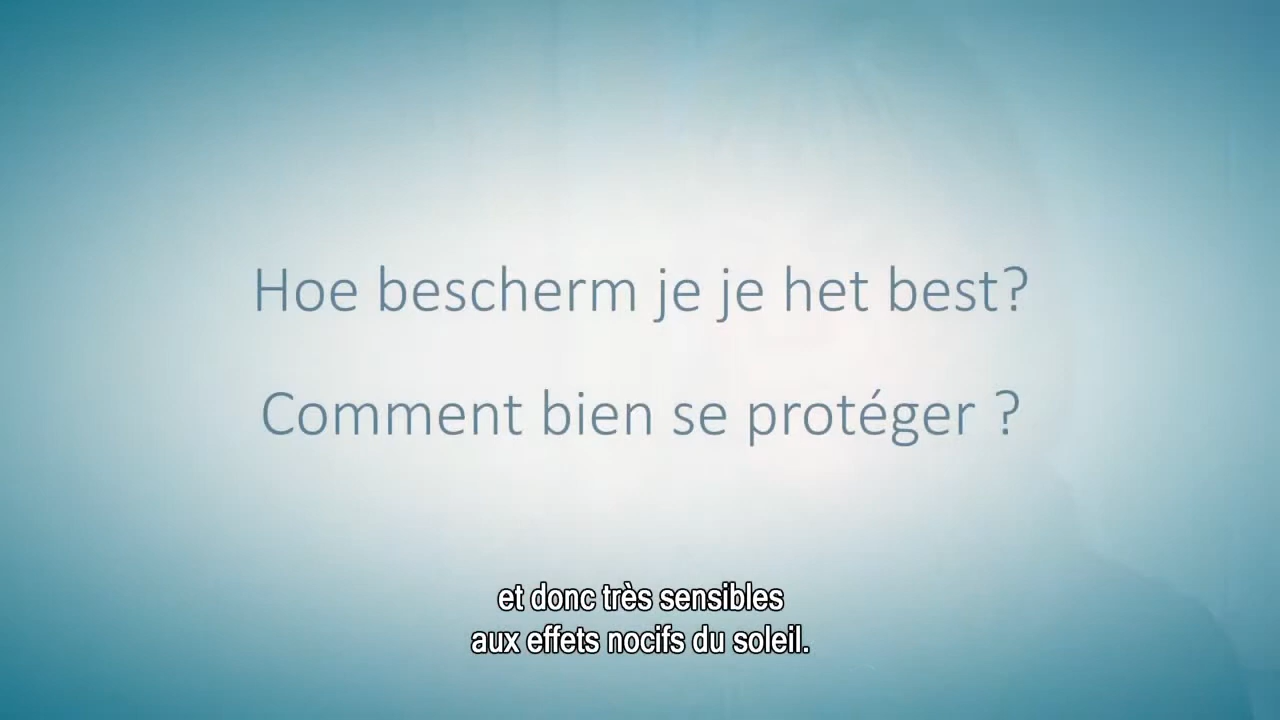 Hoe bescherm je je het best?
Comment bien se protéger ?
et donc très sensibles
aux effets nocifs du soleil.